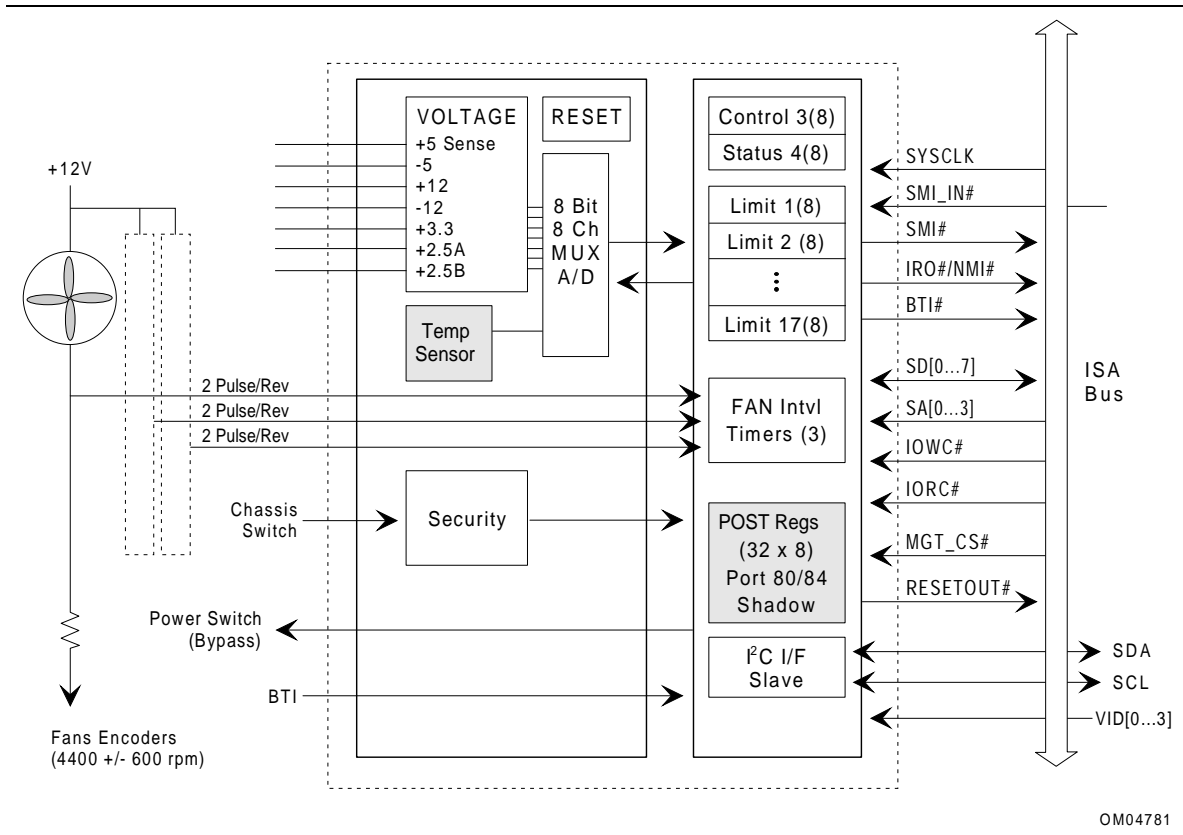 +12V
VOLTAGE
+5 Sense
-5
+12
-12
+3.3
+2.5A
+2.5B
RESET
8 Bit
8 Ch
MUX
A/D
Temp
Sensor
2 Pulse/Rev
2 Pulse/Rev
2 Pulse/Rev
Chassis
Switch
Security
Power Switch
(Bypass)
BTI
Fans Encoders
(4400 +/- 600 rpm)
Control 3(8)
Status 4(8)
Limit 1(8)
Limit 2 (8)
Limit 17(8)
FAN Intvl
Timers (3)
POST Regs
(32 x 8)
Port 80/84
Shadow
I²C I/F
Slave
SYSCLK
SMI_IN#
SMI#
IRO#/NMI#
BTI#
SD[0...7]
SA[0...3]
IOWC#
IORC#
MGT_CS#
RESETOUT#
ISA
Bus
SDA
SCL
VID[0...3]
OM04781